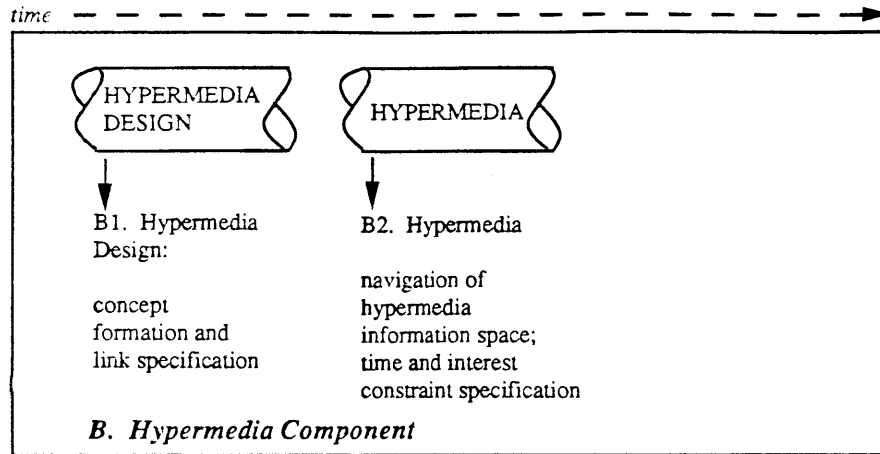 time
HYPERMEDIA
DESIGN
HYPERMEDIA
B1. Hypermedia
Design:
concept
formation and
link specification
B2. Hypermedia
navigation of
hypermedia
information space;
time and interest
constraint specification
B. Hypermedia Component